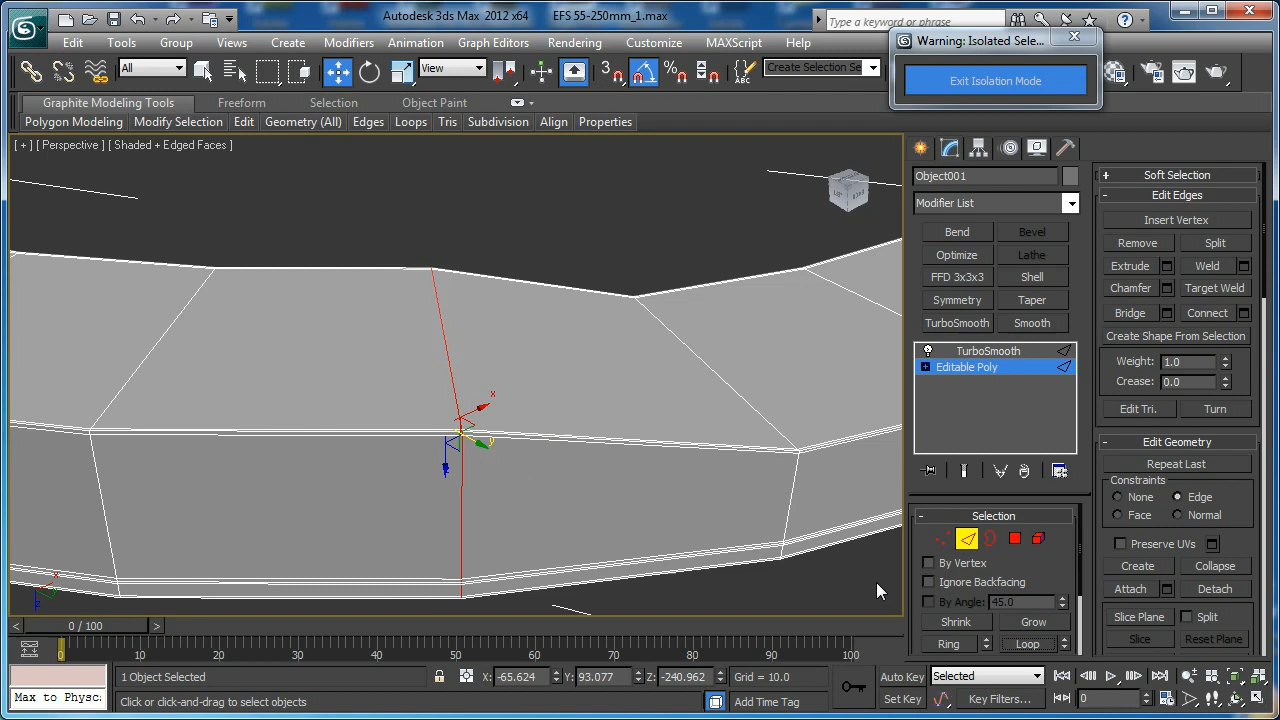 Autodesk 3ds Max 2012 x64 EFS 55-250mm_1.max
Type a keyword or phrase
Edit Tools Group Views Create Modifiers Animation Graph Editors Rendering Customize MAXScript Help
Warning: Isolated Sele...
Exit Isolation Mode
All View 3 Create Selection Se
Graphite Modeling Tools Freeform Selection Object Paint
Polygon Modeling Modify Selection Edit Geometry (All) Edges Loops Tris Subdivision Align Properties
[ + ] [ Perspective ] [ Shaded + Edged Faces ]
Object001
Modifier List
Bend Bevel
Optimize Lathe
FFD 3x3x3 Shell
Symmetry Taper
TurboSmooth Smooth
TurboSmooth
Editable Poly
Selection
By Vertex
Ignore Backfacing
By Angle: 45.0
Shrink Grow
Ring Loop
Soft Selection
Edit Edges
Insert Vertex
Remove Split
Extrude Weld
Chamfer Target Weld
Bridge Connect
Create Shape From Selection
Weight: 1.0
Crease: 0.0
Edit Tri. Turn
Edit Geometry
Repeat Last
Constraints
None Edge
Face Normal
Preserve UVs
Create Collapse
Attach Detach
Slice Plane Split
Slice Reset Plane
x
y
x
z
0 / 100
0 10 20 30 40 50 60 70 80 90 100
Max to Physca
1 Object Selected X: -65.624 Y: 93.077 Z: -240.962 Grid = 10.0
Click or click-and-drag to select objects Add Time Tag
Auto Key Selected
Set Key Key Filters... 0